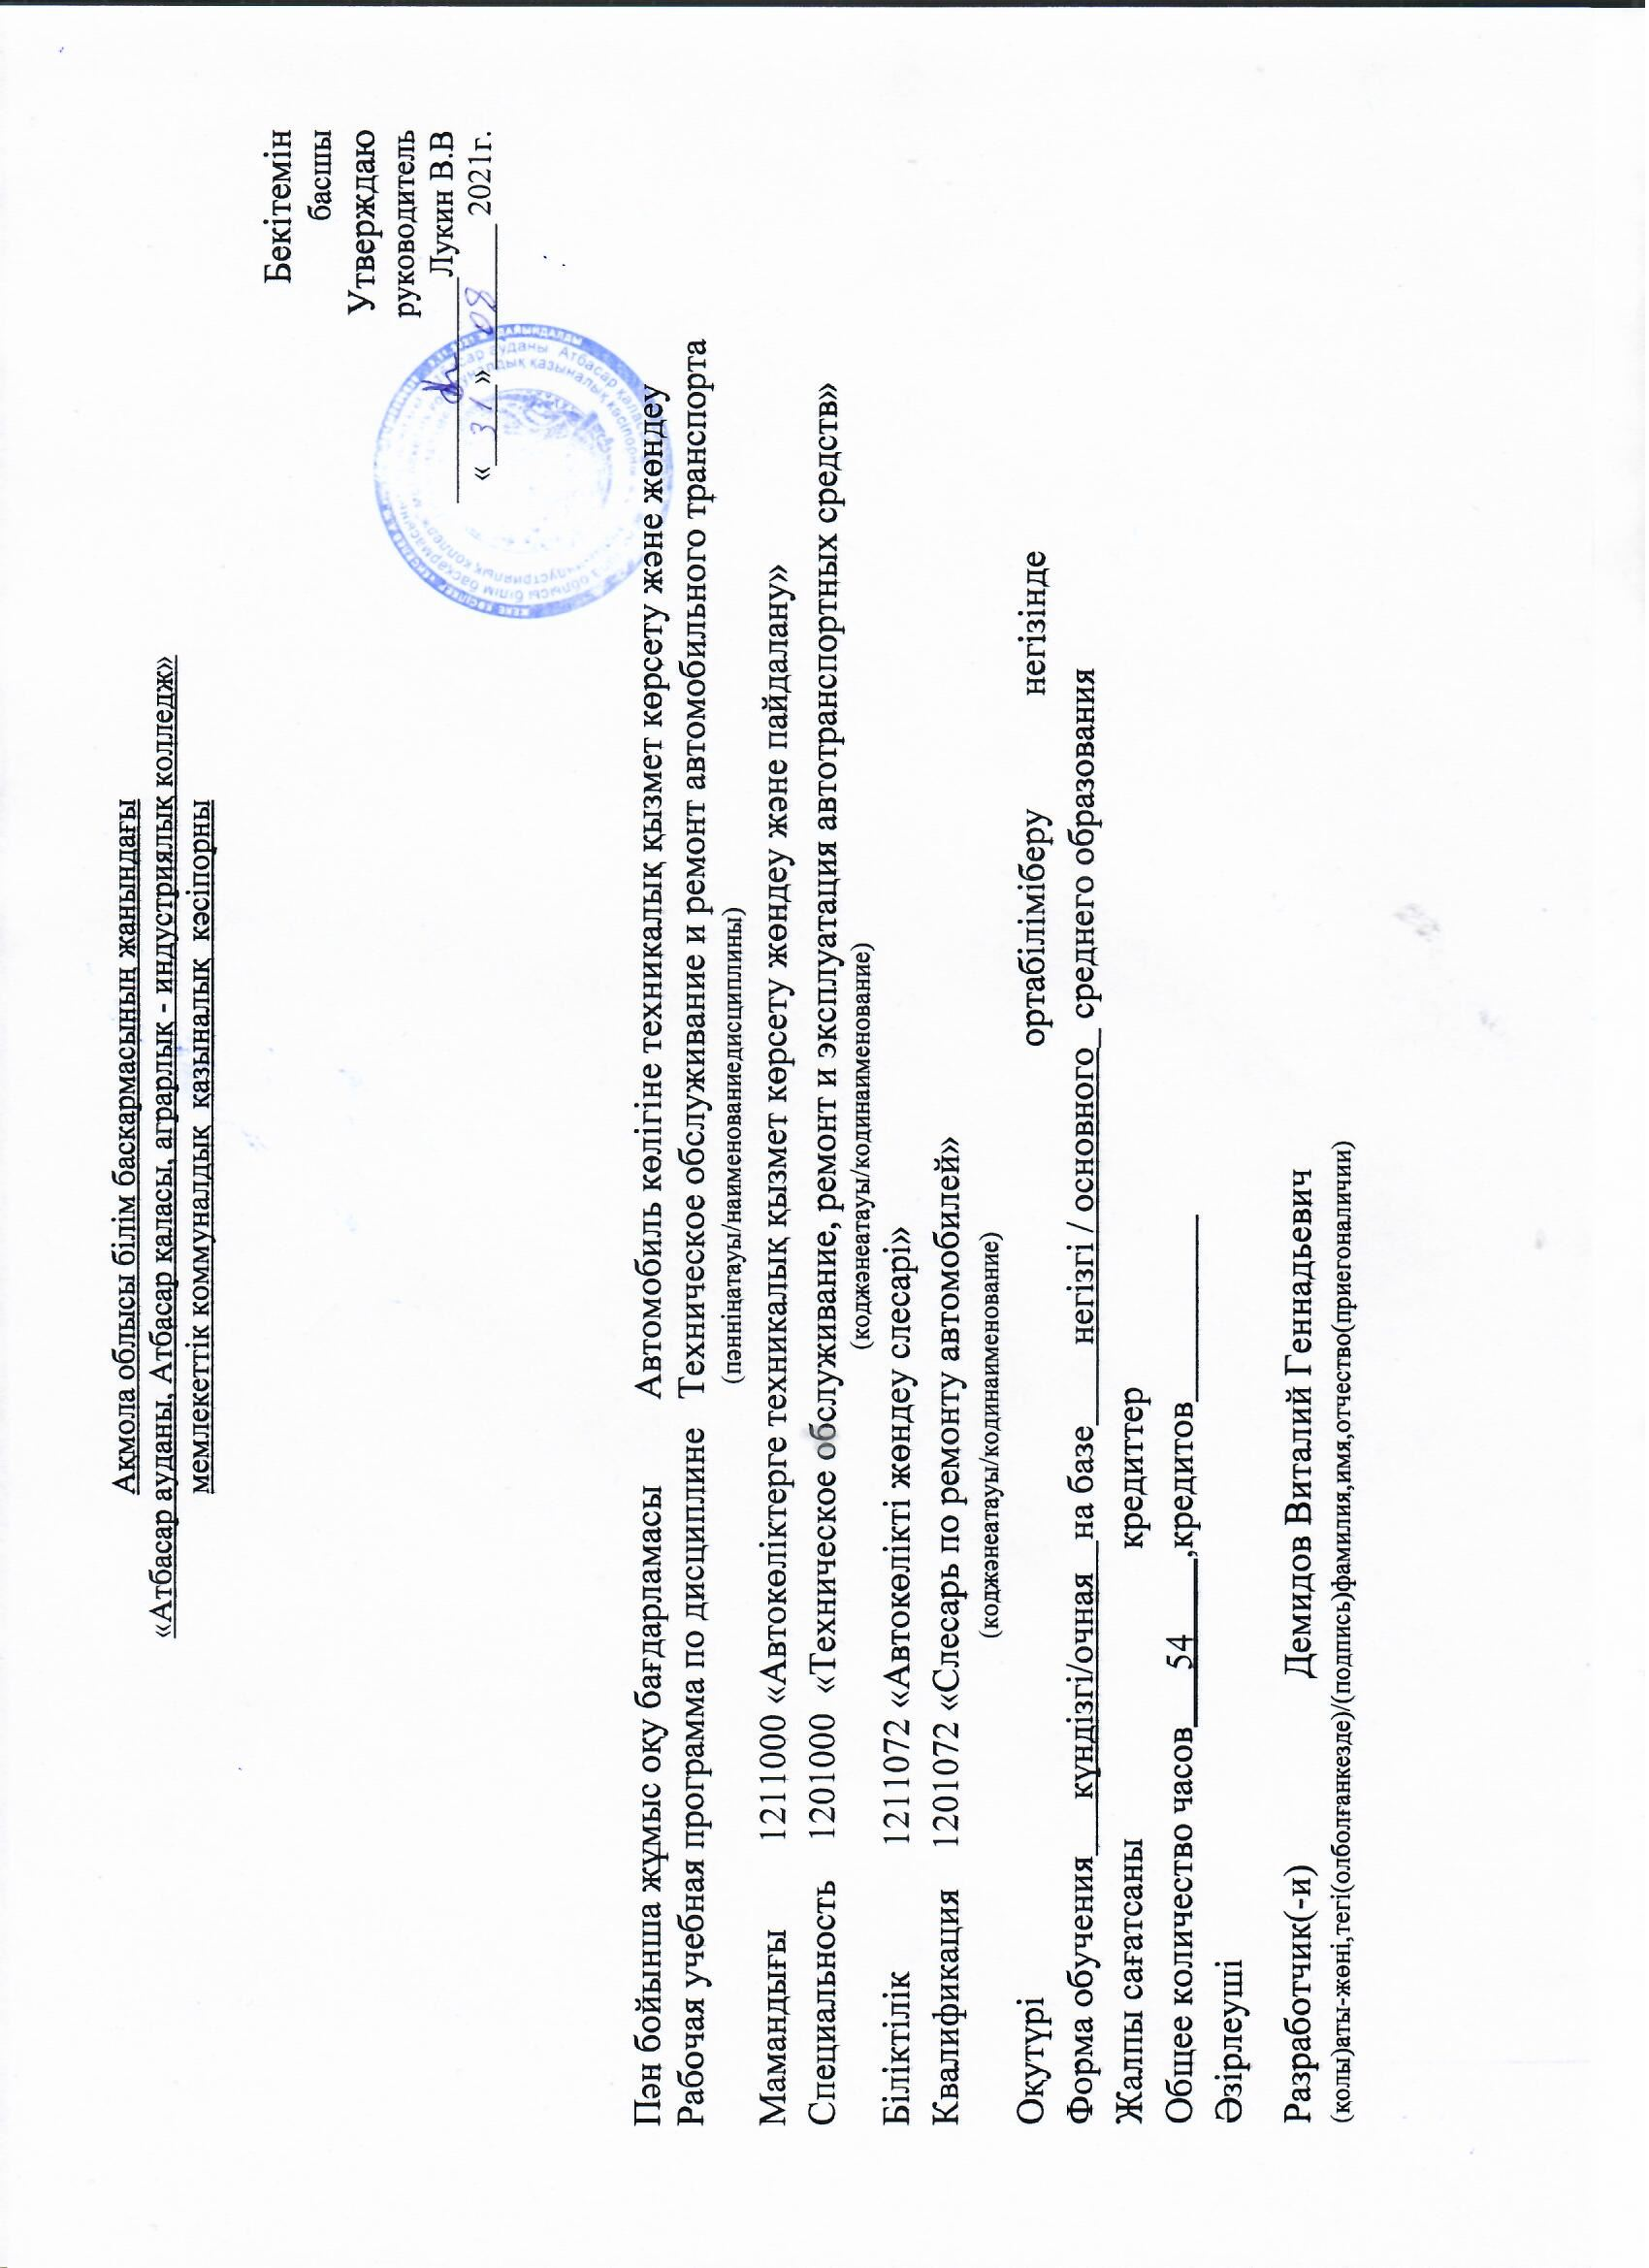 Ақмола облысы білім басқармасының жанындағы
«Атбасар ауданы, Атбасар қаласы, аграрлық - индустриялық колледж»
мемлекеттік коммуналдық қазыналық кәсіпорны
Бекітемін
басшы
Утверждаю
руководитель
Лукин В.В
« 31 » 08 2021г.
Пән бойынша жұмыс оқу бағдарламасы Автомобиль көлігіне техникалық қызмет көрсету және жөндеу
Рабочая учебная программа по дисциплине Техническое обслуживание и ремонт автомобильного транспорта
(пәнніңатауы/наименованиедисциплины)
Мамандығы 1211000 «Автокөліктерге техникалық қызмет көрсету жөндеу және пайдалану»
Специальность 1201000 «Техническое обслуживание, ремонт и эксплуатация автотранспортных средств»
(коджәнеатауы/кодинаименование)
Біліктілік 1211072 «Автокөлікті жөндеу слесарі»
Квалификация 1201072 «Слесарь по ремонту автомобилей»
(коджәнеатауы/кодинаименование)
Оқутүрі ортабілімберу негізінде
Форма обучения күндізгі/очная на базе негізгі / основного среднего образования
Жалпы сағатсаны кредиттер
Общее количество часов 54 ,кредитов
Әзірлеуші
Разработчик(-и) Демидов Виталий Геннадьевич
(қолы)аты-жөні,тегі(олболғанкезде)/(подпись)фамилия,имя,отчество(приегоналичии)